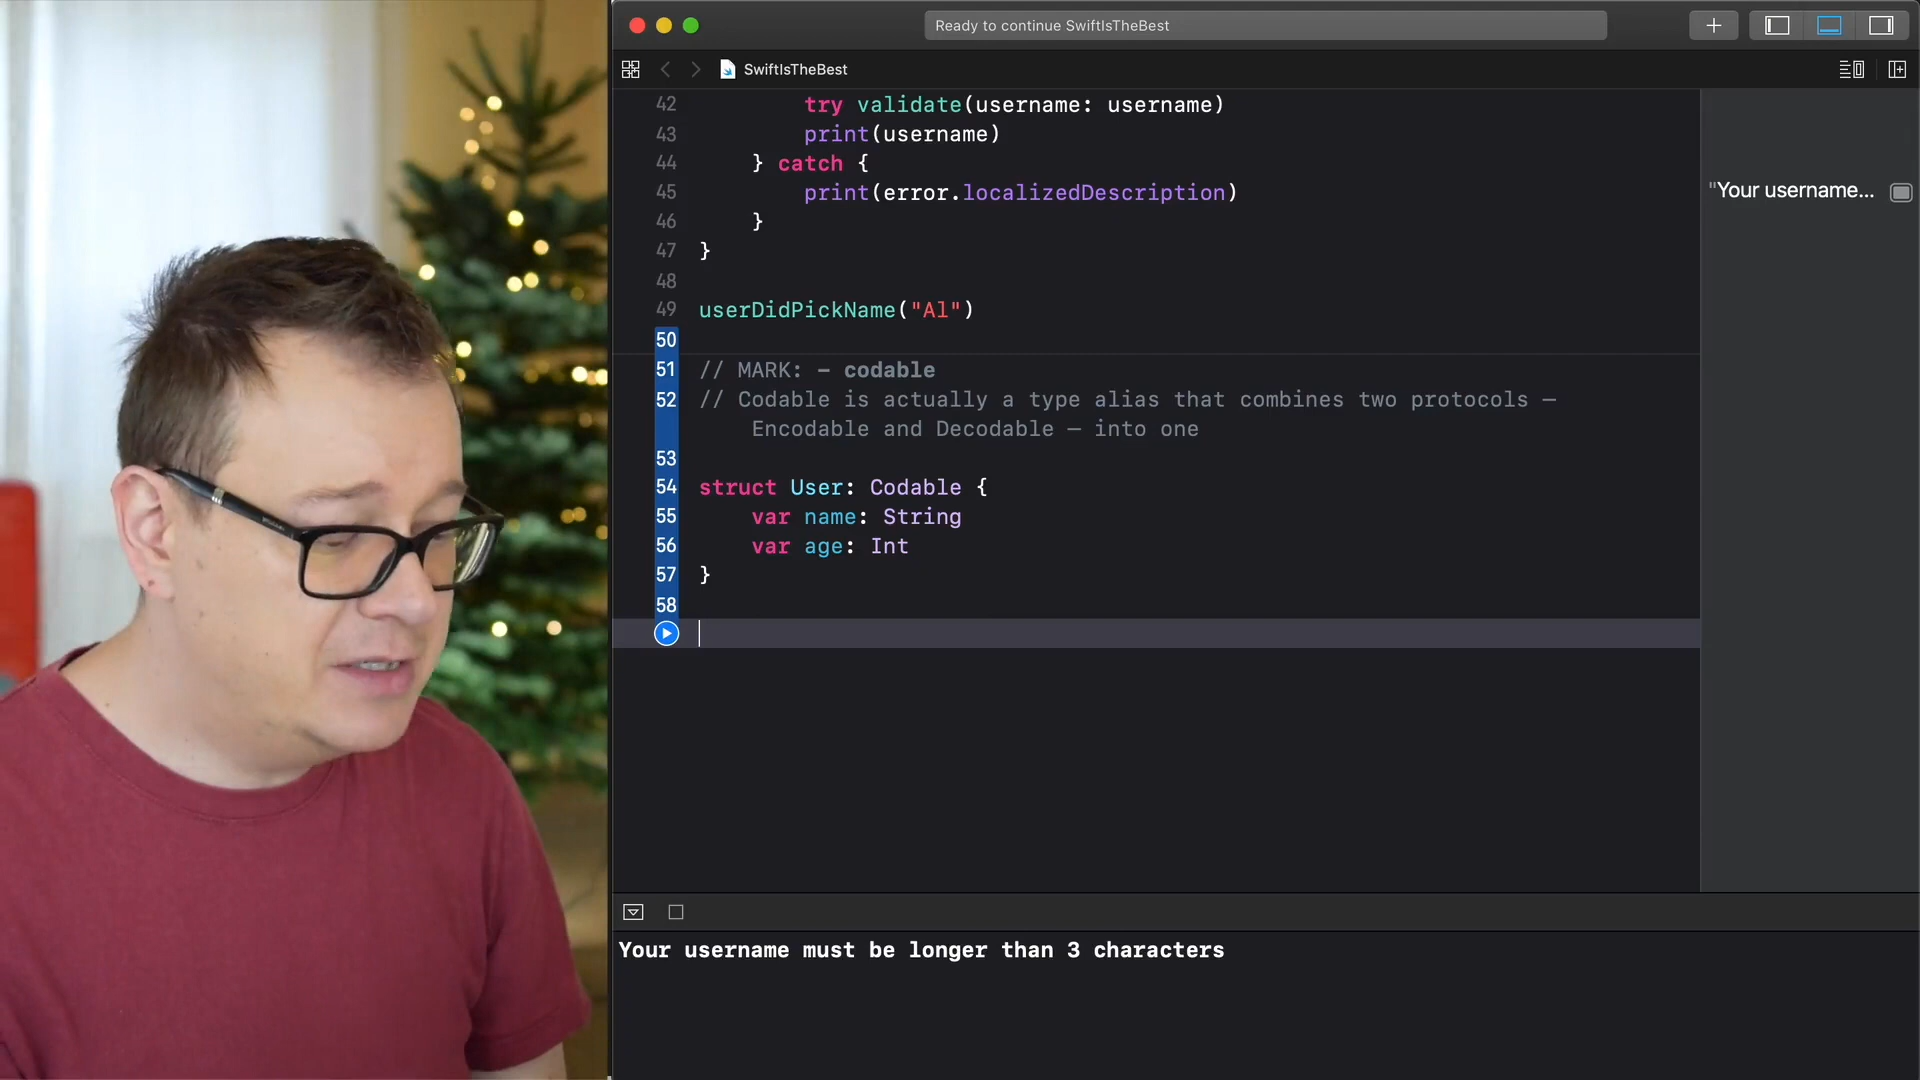 Ready to continue SwiftIsTheBest
SwiftIsTheBest
42 try validate(username: username)
43 print(username)
44 } catch {
45 print(error.localizedDescription)
46 }
47 }
48
49 userDidPickName("Al")
50
51 // MARK: – codable
52 // Codable is actually a type alias that combines two protocols —
Encodable and Decodable — into one
53
54 struct User: Codable {
55 var name: String
56 var age: Int
57 }
58
"Your username...
Your username must be longer than 3 characters